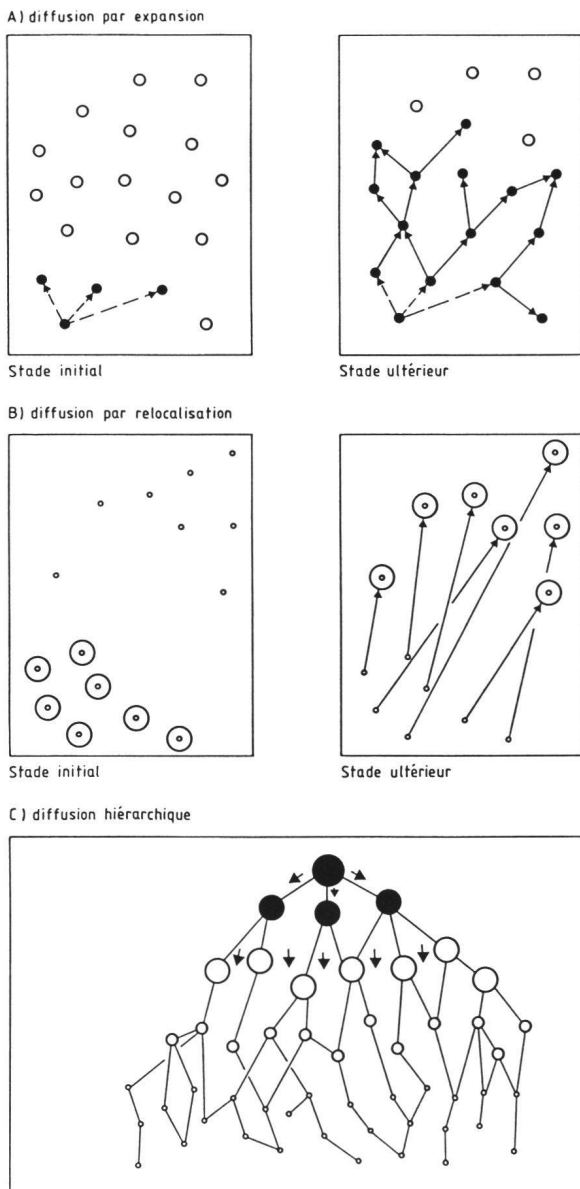 A) diffusion par expansion
Stade initial
Stade ultérieur
B) diffusion par relocalisation
Stade initial
Stade ultérieur
C) diffusion hiérarchique